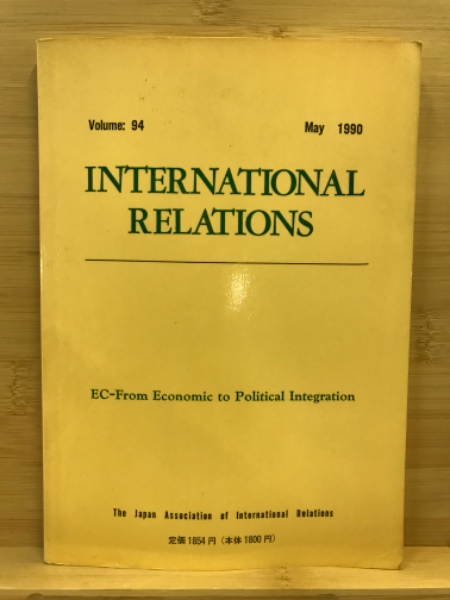 Volume: 94 May 1990
INTERNATIONAL
RELATIONS
EC-From Economic to Political Integration
The Japan Association of International Relations
定価1854円(本体1800円)